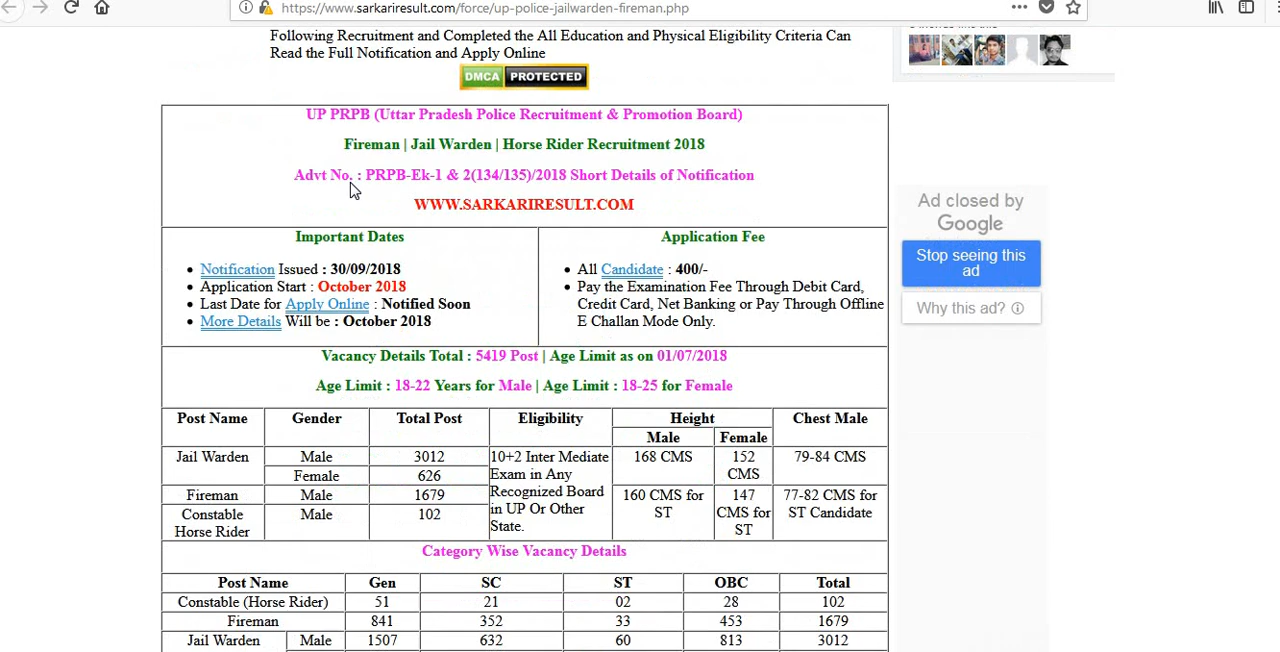 https://www.sarkariresult.com/force/up-police-jailwarden-fireman.php
Following Recruitment and Completed the All Education and Physical Eligibility Criteria Can
Read the Full Notification and Apply Online
DMCA PROTECTED
UP PRPB (Uttar Pradesh Police Recruitment & Promotion Board)
Fireman | Jail Warden | Horse Rider Recruitment 2018
Advt No. : PRPB-Ek-1 & 2(134/135)/2018 Short Details of Notification
WWW.SARKARIRESULT.COM
Important Dates
Notification Issued : 30/09/2018
Application Start : October 2018
Last Date for Apply Online : Notified Soon
More Details Will be : October 2018
Application Fee
All Candidate : 400/-
Pay the Examination Fee Through Debit Card,
Credit Card, Net Banking or Pay Through Offline
E Challan Mode Only.
Vacancy Details Total : 5419 Post | Age Limit as on 01/07/2018
Age Limit : 18-22 Years for Male | Age Limit : 18-25 for Female
Post Name Gender Total Post Eligibility Height Chest Male
Male Female
Jail Warden Male 3012 10+2 Inter Mediate 168 CMS 152 79-84 CMS
Female 626 Exam in Any CMS
Fireman Male 1679 Recognized Board 160 CMS for 147 77-82 CMS for
Constable Male 102 in UP Or Other ST CMS for ST Candidate
Horse Rider State. ST
Category Wise Vacancy Details
Post Name Gen SC ST OBC Total
Constable (Horse Rider) 51 21 02 28 102
Fireman 841 352 33 453 1679
Jail Warden Male 1507 632 60 813 3012
Ad closed by
Google
Stop seeing this
ad
Why this ad?